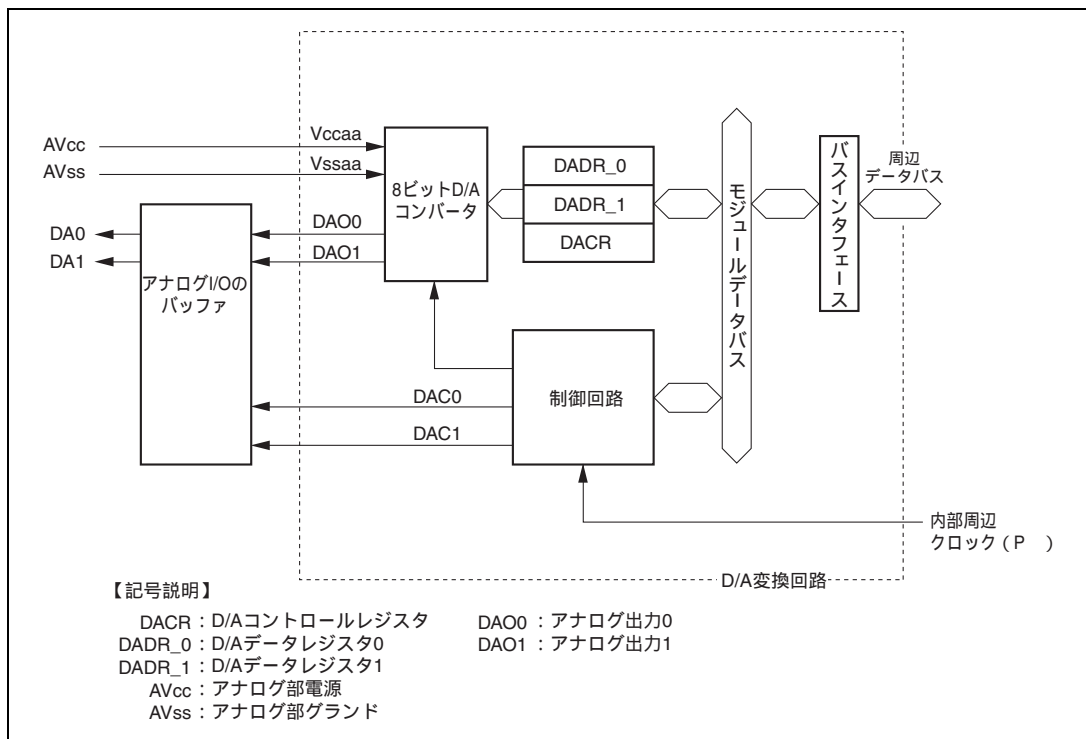 AVcc
AVss
Vccaa
Vssaa
8ビットD/A
コンバータ
DADR_0
DADR_1
DACR
モジュールデータバス
バスインタフェース
周辺
データバス
DA0
DA1
DAO0
DAO1
アナログI/Oの
バッファ
DAC0
DAC1
制御回路
内部周辺
クロック（P　）
D/A変換回路
【記号説明】
DACR：D/Aコントロールレジスタ
DADR_0：D/Aデータレジスタ0
DADR_1：D/Aデータレジスタ1
AVcc：アナログ部電源
AVss：アナログ部グランド
DAO0：アナログ出力0
DAO1：アナログ出力1